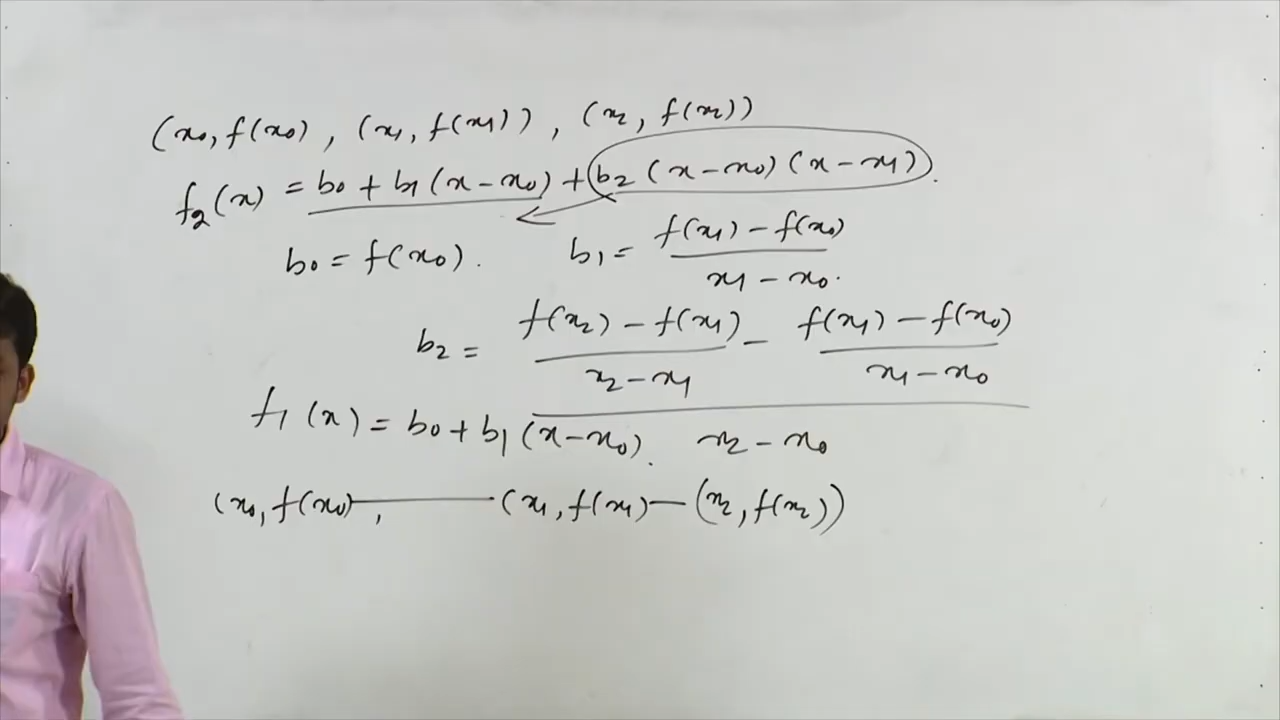 (x₀, f(x₀) , (x₁, f(x₁)) , (x₂, f(x₂))
f₂(x) = b₀ + b₁(x-x₀) + b₂(x-x₀)(x-x₁).
b₀ = f(x₀). b₁ = (f(x₁) - f(x₀))/(x₁ - x₀).
b₂ = ((f(x₂) - f(x₁))/(x₂ - x₁) - (f(x₁) - f(x₀))/(x₁ - x₀))/(x₂ - x₀)
f₁(x) = b₀ + b₁(x-x₀).
(x₀, f(x₀)—, (x₁, f(x₁)—(x₂, f(x₂))